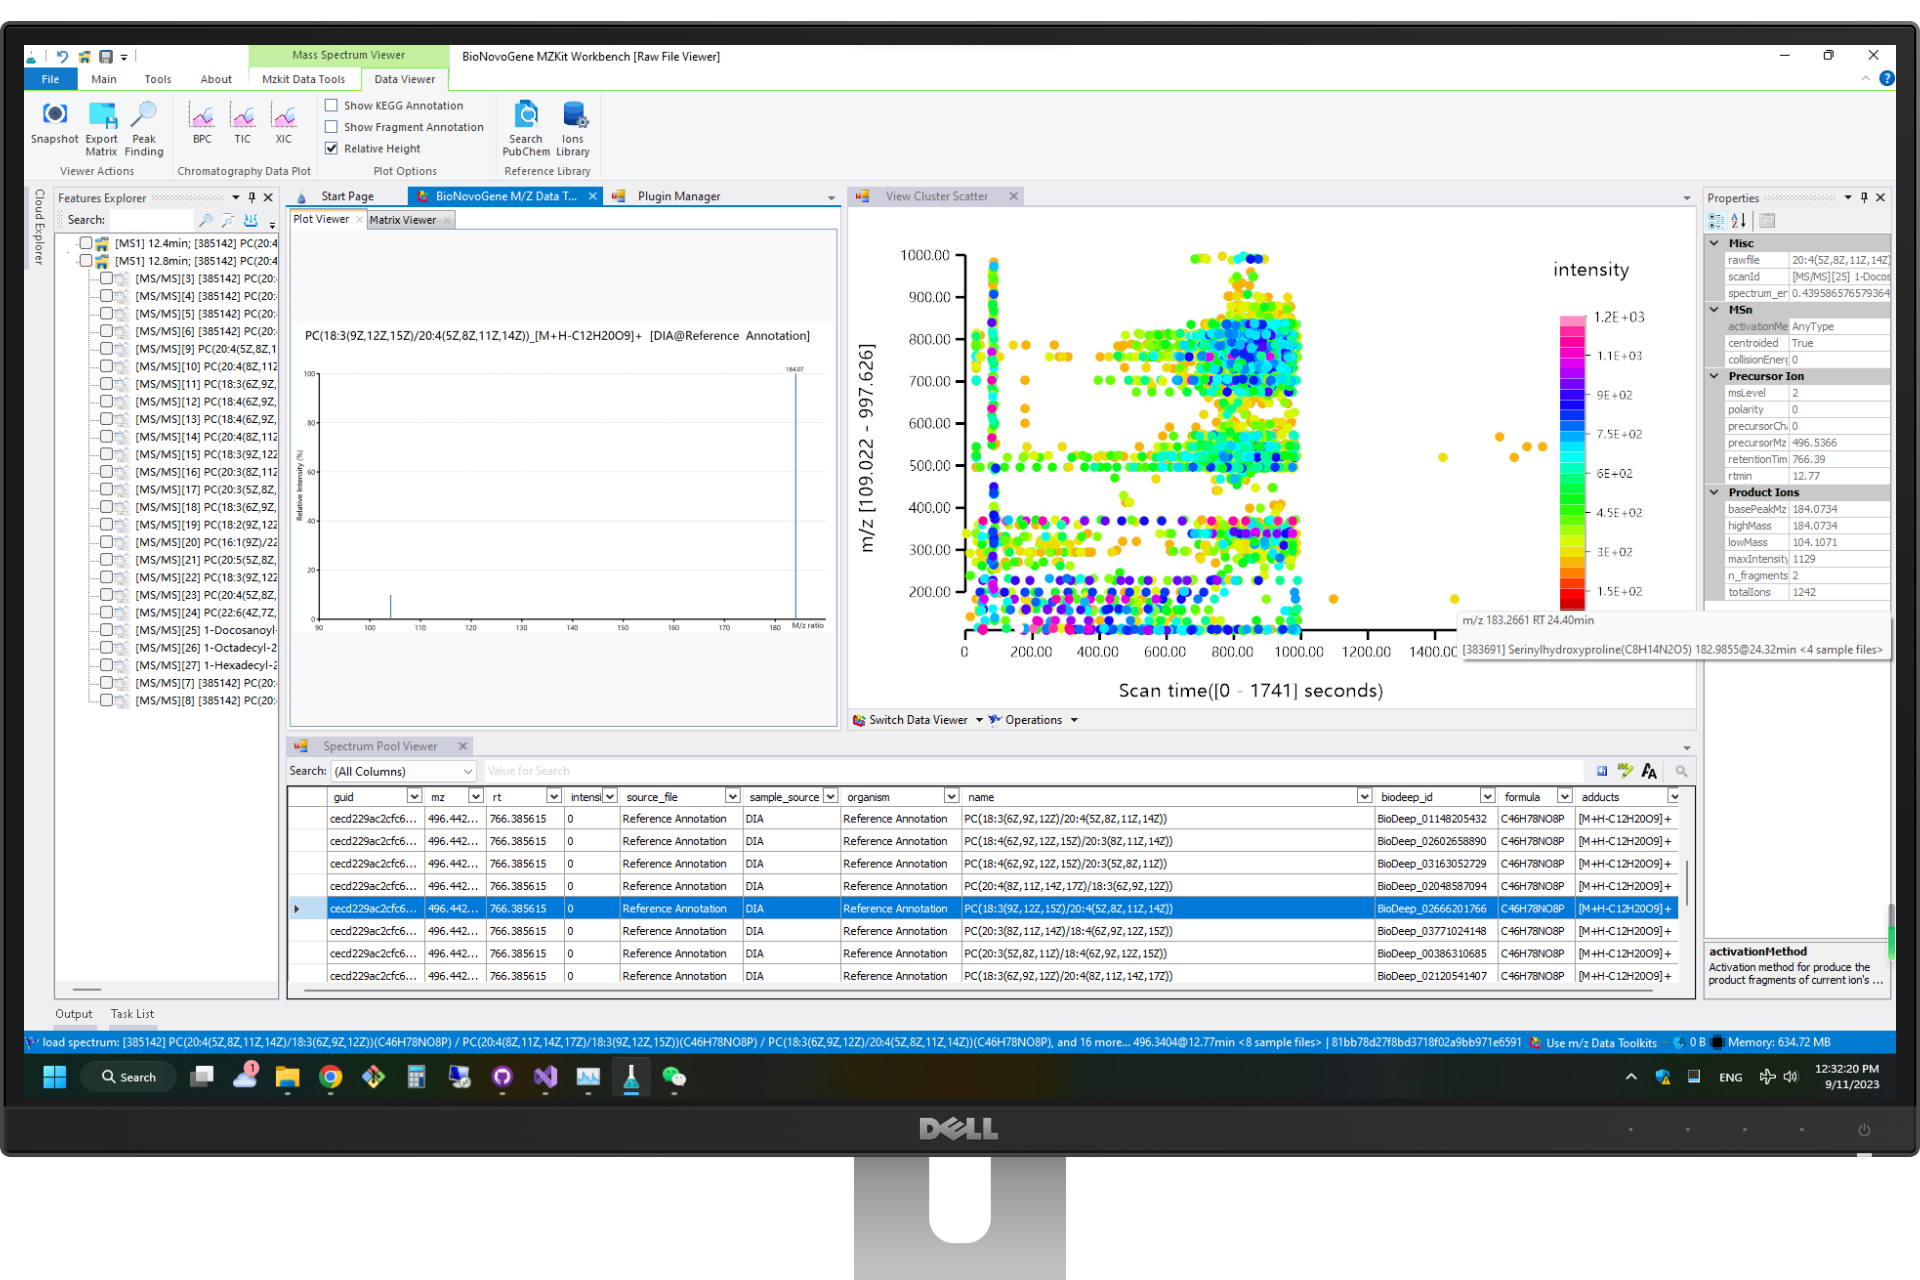 Mass Spectrum Viewer
BioNovoGene MZKit Workbench [Raw File Viewer]
File
Main
Tools
About
Mzkit Data Tools
Data Viewer
Snapshot
Export Matrix
Peak Finding
BPC
TIC
XIC
Show KEGG Annotation
Show Fragment Annotation
Relative Height
Search PubChem
Ions Library
Viewer Actions
Chromatography Data Plot
Plot Options
Reference Library
Cloud Explorer
Features Explorer
Search:
[MS1] 12.4min; [385142] PC(20:4
[MS1] 12.8min; [385142] PC(20:4
[MS/MS][3] [385142] PC(20:
[MS/MS][4] [385142] PC(20:
[MS/MS][5] [385142] PC(20:
[MS/MS][6] [385142] PC(20:
[MS/MS][9] PC(20:4(5Z,8Z,1
[MS/MS][10] PC(20:4(8Z,11Z
[MS/MS][11] PC(18:3(6Z,9Z,
[MS/MS][12] PC(18:4(6Z,9Z,
[MS/MS][13] PC(18:4(6Z,9Z,
[MS/MS][14] PC(20:4(8Z,11Z
[MS/MS][15] PC(18:3(9Z,12Z
[MS/MS][16] PC(20:3(8Z,11Z
[MS/MS][17] PC(20:3(5Z,8Z,
[MS/MS][18] PC(18:3(6Z,9Z,
[MS/MS][19] PC(18:2(9Z,12Z
[MS/MS][20] PC(16:1(9Z)/22
[MS/MS][21] PC(20:5(5Z,8Z,
[MS/MS][22] PC(18:3(9Z,12Z
[MS/MS][23] PC(20:4(5Z,8Z,
[MS/MS][24] PC(22:6(4Z,7Z,
[MS/MS][25] 1-Docosanoyl-
[MS/MS][26] 1-Octadecyl-2
[MS/MS][27] 1-Hexadecyl-2
[MS/MS][7] [385142] PC(20:
[MS/MS][8] [385142] PC(20:
Start Page
BioNovoGene M/Z Data T...
Plugin Manager
Plot Viewer
Matrix Viewer
PC(18:3(9Z,12Z,15Z)/20:4(5Z,8Z,11Z,14Z))_[M+H-C12H20O9]+ [DIA@Reference Annotation]
184.07
Relative Intensity (%)
100
80
60
40
20
0
90 100 110 120 130 140 150 160 170 180
M/z ratio
View Cluster Scatter
m/z [109.022 - 997.626]
1000.00
900.00
800.00
700.00
600.00
500.00
400.00
300.00
200.00
0 200.00 400.00 600.00 800.00 1000.00 1200.00 1400.00
Scan time([0 - 1741] seconds)
intensity
1.2E+03
1.1E+03
9E+02
7.5E+02
6E+02
4.5E+02
3E+02
1.5E+02
m/z 183.2661 RT 24.40min
[383691] Serinylhydroxyproline(C8H14N2O5) 182.9855@24.32min <4 sample files>
Switch Data Viewer
Operations
Properties
Misc
rawfile 20:4(5Z,8Z,11Z,14Z)
scanId [MS/MS][25] 1-Docos
spectrum_er 0.439586576579364
MSn
activationMe AnyType
centroided True
collisionEnerg 0
Precursor Ion
msLevel 2
polarity 0
precursorCha 0
precursorMz 496.5366
retentionTim 766.39
rtmin 12.77
Product Ions
basePeakMz 184.0734
highMass 184.0734
lowMass 104.1071
maxIntensity 1129
n_fragments 2
totalIons 1242
activationMethod
Activation method for produce the
product fragments of current ion's ...
Spectrum Pool Viewer
Search: (All Columns) Value for Search
guid mz rt intensi source_file sample_source organism name biodeep_id formula adducts
cecd229ac2cfc6... 496.442... 766.385615 0 Reference Annotation DIA Reference Annotation PC(18:3(6Z,9Z,12Z)/20:4(5Z,8Z,11Z,14Z)) BioDeep_01148205432 C46H78NO8P [M+H-C12H20O9]+
cecd229ac2cfc6... 496.442... 766.385615 0 Reference Annotation DIA Reference Annotation PC(18:4(6Z,9Z,12Z,15Z)/20:3(8Z,11Z,14Z)) BioDeep_02602658890 C46H78NO8P [M+H-C12H20O9]+
cecd229ac2cfc6... 496.442... 766.385615 0 Reference Annotation DIA Reference Annotation PC(18:4(6Z,9Z,12Z,15Z)/20:3(5Z,8Z,11Z)) BioDeep_03163052729 C46H78NO8P [M+H-C12H20O9]+
cecd229ac2cfc6... 496.442... 766.385615 0 Reference Annotation DIA Reference Annotation PC(20:4(8Z,11Z,14Z,17Z)/18:3(6Z,9Z,12Z)) BioDeep_02048587094 C46H78NO8P [M+H-C12H20O9]+
cecd229ac2cfc6... 496.442... 766.385615 0 Reference Annotation DIA Reference Annotation PC(18:3(9Z,12Z,15Z)/20:4(5Z,8Z,11Z,14Z)) BioDeep_02666201766 C46H78NO8P [M+H-C12H20O9]+
cecd229ac2cfc6... 496.442... 766.385615 0 Reference Annotation DIA Reference Annotation PC(20:3(8Z,11Z,14Z)/18:4(6Z,9Z,12Z,15Z)) BioDeep_03771024148 C46H78NO8P [M+H-C12H20O9]+
cecd229ac2cfc6... 496.442... 766.385615 0 Reference Annotation DIA Reference Annotation PC(20:3(5Z,8Z,11Z)/18:4(6Z,9Z,12Z,15Z)) BioDeep_00386310685 C46H78NO8P [M+H-C12H20O9]+
cecd229ac2cfc6... 496.442... 766.385615 0 Reference Annotation DIA Reference Annotation PC(18:3(6Z,9Z,12Z)/20:4(8Z,11Z,14Z,17Z)) BioDeep_02120541407 C46H78NO8P [M+H-C12H20O9]+
Output
Task List
load spectrum: [385142] PC(20:4(5Z,8Z,11Z,14Z)/18:3(6Z,9Z,12Z))(C46H78NO8P) / PC(20:4(8Z,11Z,14Z,17Z)/18:3(9Z,12Z,15Z))(C46H78NO8P) / PC(18:3(6Z,9Z,12Z)/20:4(5Z,8Z,11Z,14Z))(C46H78NO8P), and 16 more... 496.3404@12.77min <8 sample files> | 81bb78d27f8bd3718f02a9bb971e6591
Use m/z Data Toolkits
0 B
Memory: 634.72 MB
Search
1
ENG
12:32:20 PM
9/11/2023
DELL